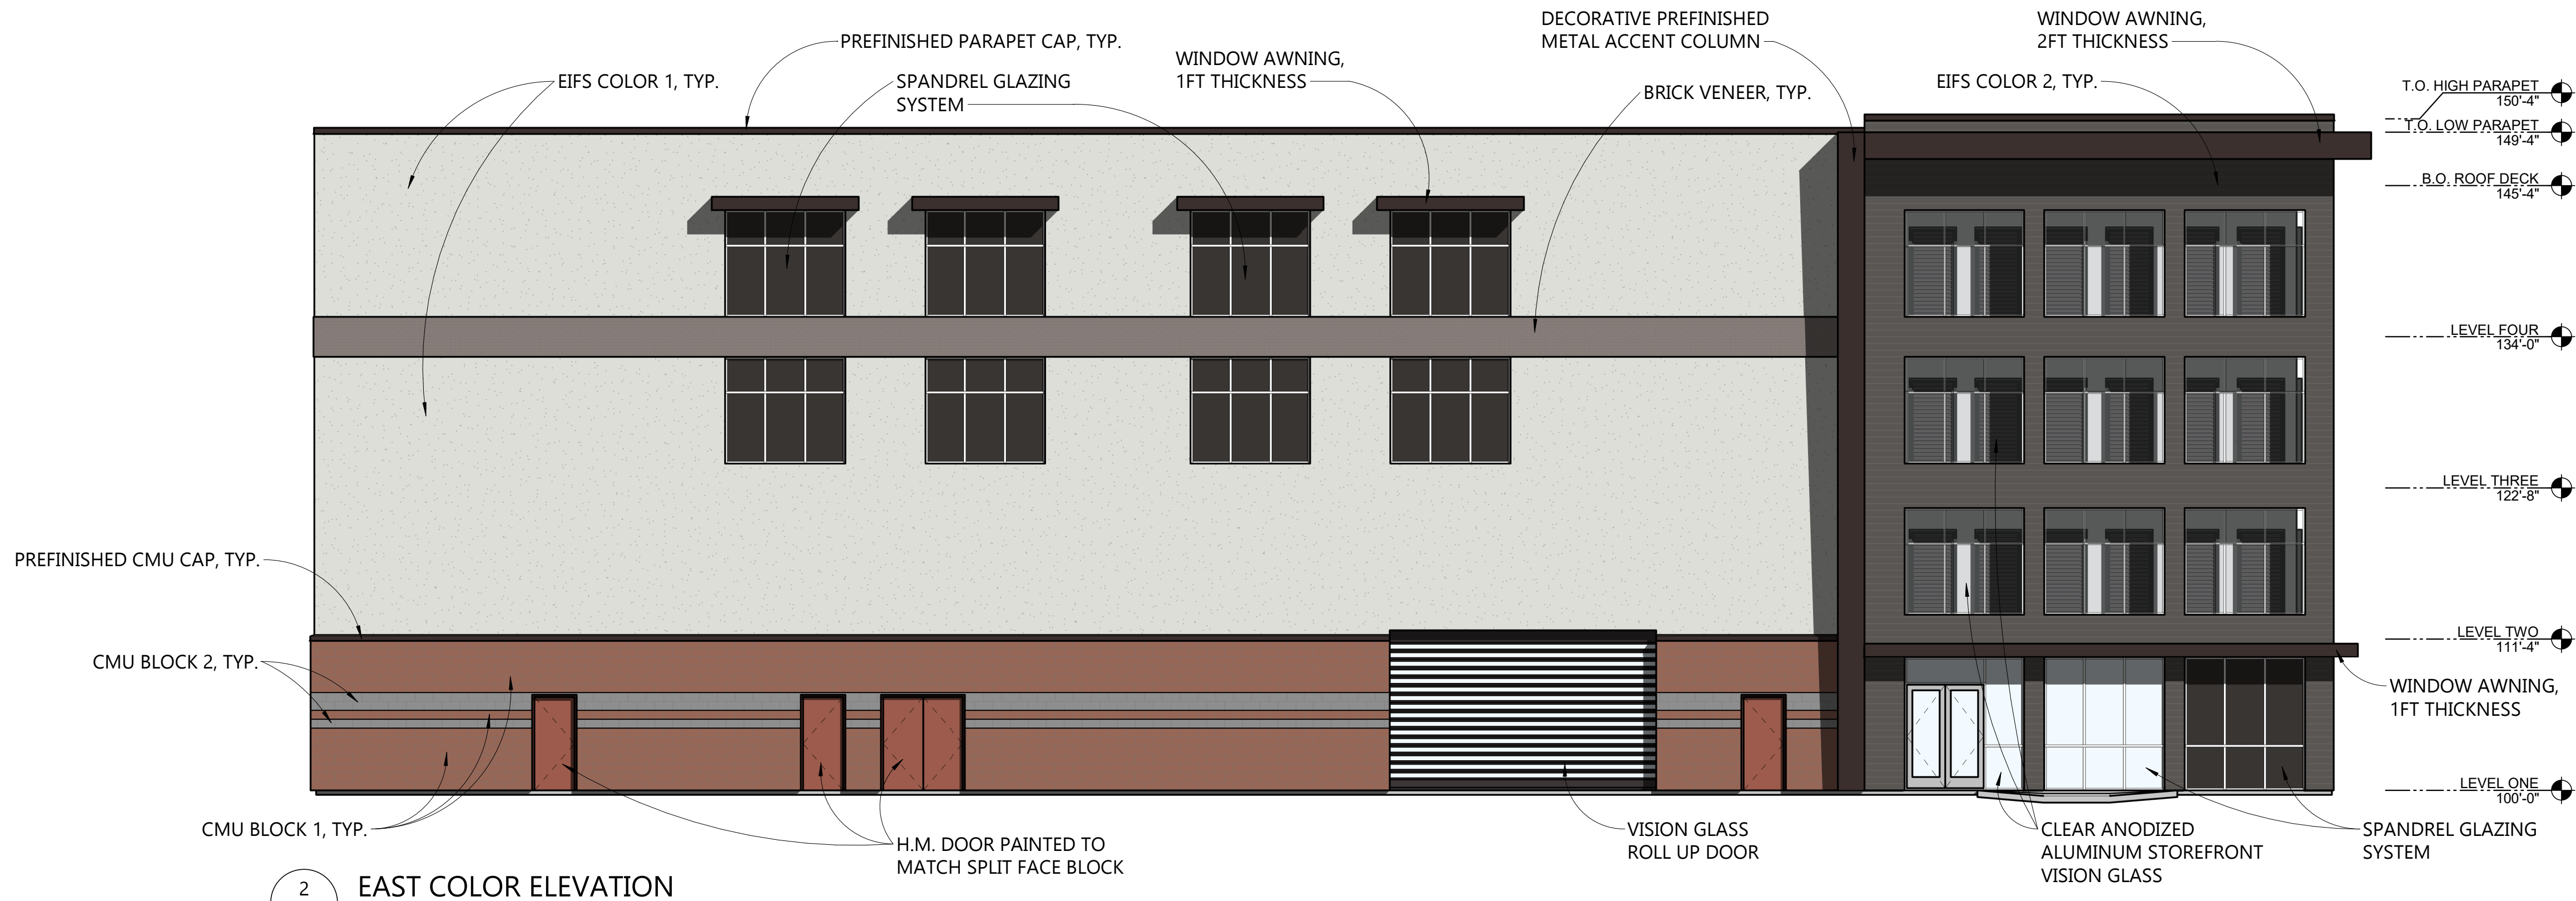 DECORATIVE PREFINISHED
METAL ACCENT COLUMN
WINDOW AWNING,
2FT THICKNESS
PREFINISHED PARAPET CAP, TYP.
WINDOW AWNING,
1FT THICKNESS
EIFS COLOR 1, TYP.
SPANDREL GLAZING
SYSTEM
BRICK VENEER, TYP.
EIFS COLOR 2, TYP.
T.O. HIGH PARAPET
150'-4"
T.O. LOW PARAPET
149'-4"
B.O. ROOF DECK
145'-4"
LEVEL FOUR
134'-0"
LEVEL THREE
122'-8"
PREFINISHED CMU CAP, TYP.
LEVEL TWO
111'-4"
CMU BLOCK 2, TYP.
WINDOW AWNING,
1FT THICKNESS
LEVEL ONE
100'-0"
CMU BLOCK 1, TYP.
H.M. DOOR PAINTED TO
MATCH SPLIT FACE BLOCK
VISION GLASS
ROLL UP DOOR
CLEAR ANODIZED
ALUMINUM STOREFRONT
VISION GLASS
SPANDREL GLAZING
SYSTEM
2
EAST COLOR ELEVATION